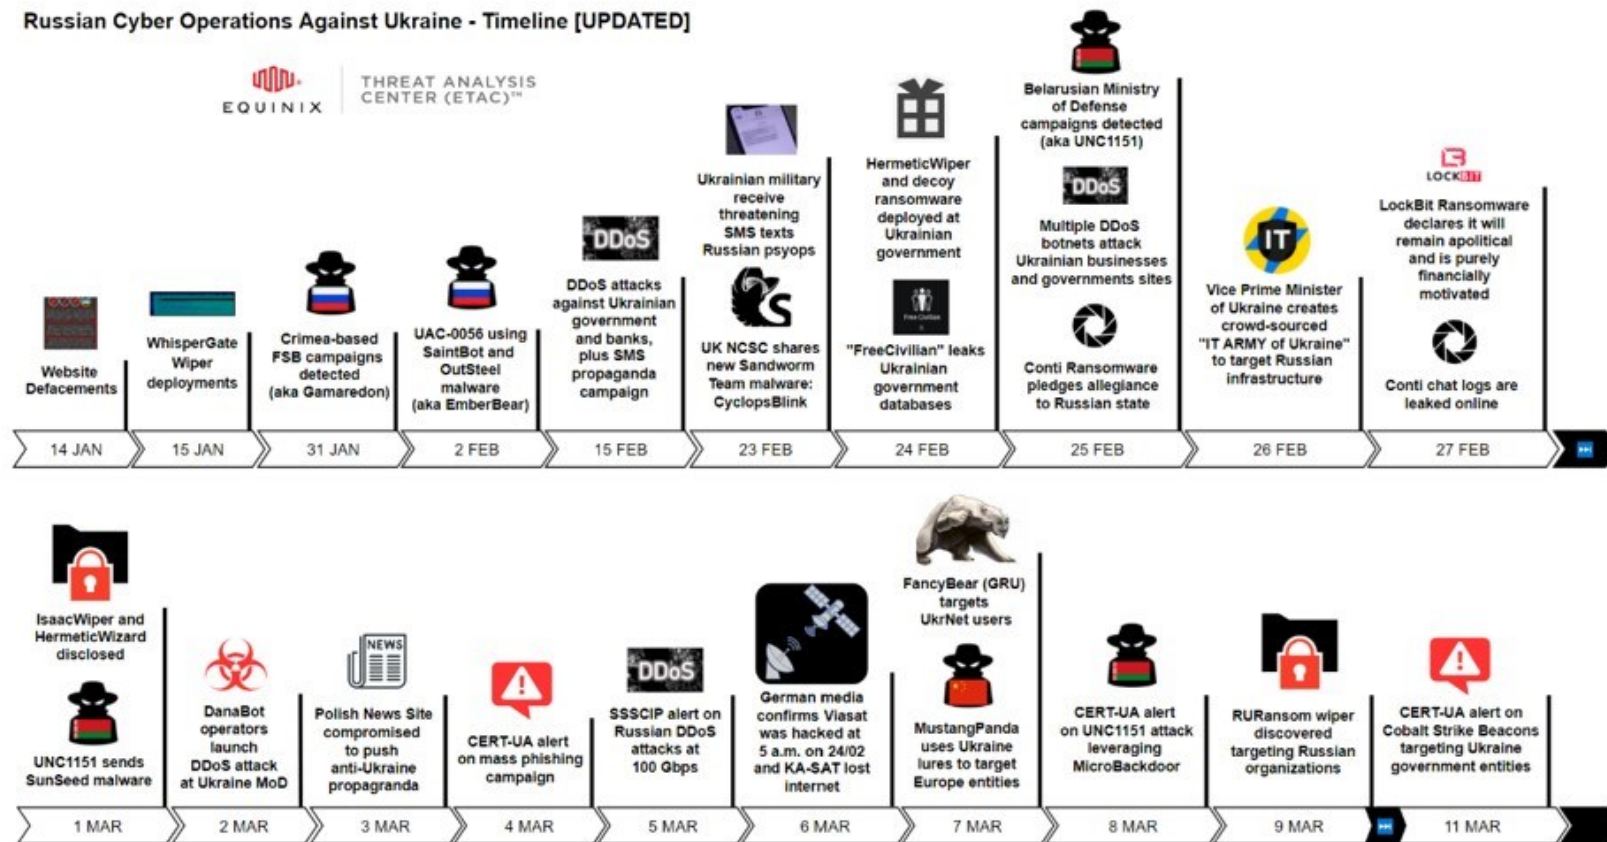 Russian Cyber Operations Against Ukraine - Timeline [UPDATED]
EQUINIX
THREAT ANALYSIS
CENTER (ETAC)™
Website
Defacements
14 JAN
WhisperGate
Wiper
deployments
15 JAN
Crimea-based
FSB campaigns
detected
(aka Gamaredon)
31 JAN
UAC-0056 using
SaintBot and
OutSteel
malware
(aka EmberBear)
2 FEB
DDoS
DDoS attacks
against Ukrainian
government
and banks,
plus SMS
propaganda
campaign
15 FEB
Ukrainian military
receive
threatening
SMS texts
Russian psyops
S
UK NCSC shares
new Sandworm
Team malware:
CyclopsBlink
23 FEB
HermeticWiper
and decoy
ransomware
deployed at
Ukrainian
government
Free Civilian
"FreeCivilian" leaks
Ukrainian
government
databases
24 FEB
Belarusian Ministry
of Defense
campaigns detected
(aka UNC1151)
DDoS
Multiple DDoS
botnets attack
Ukrainian businesses
and governments sites
Conti Ransomware
pledges allegiance
to Russian state
25 FEB
IT
Vice Prime Minister
of Ukraine creates
crowd-sourced
"IT ARMY of Ukraine"
to target Russian
infrastructure
26 FEB
LOCKBIT
LockBit Ransomware
declares it will
remain apolitical
and is purely
financially
motivated
Conti chat logs are
leaked online
27 FEB
IsaacWiper and
HermeticWizard
disclosed
UNC1151 sends
SunSeed malware
1 MAR
DanaBot
operators
launch
DDoS attack
at Ukraine MoD
2 MAR
NEWS
Polish News Site
compromised
to push
anti-Ukraine
propagranda
3 MAR
CERT-UA alert
on mass phishing
campaign
4 MAR
DDoS
SSSCIP alert on
Russian DDoS
attacks at
100 Gbps
5 MAR
German media
confirms Viasat
was hacked at
5 a.m. on 24/02
and KA-SAT lost
internet
6 MAR
FancyBear (GRU)
targets
UkrNet users
MustangPanda
uses Ukraine
lures to target
Europe entities
7 MAR
CERT-UA alert
on UNC1151 attack
leveraging
MicroBackdoor
8 MAR
RURansom wiper
discovered
targeting Russian
organizations
9 MAR
CERT-UA alert on
Cobalt Strike Beacons
targeting Ukraine
government entities
11 MAR